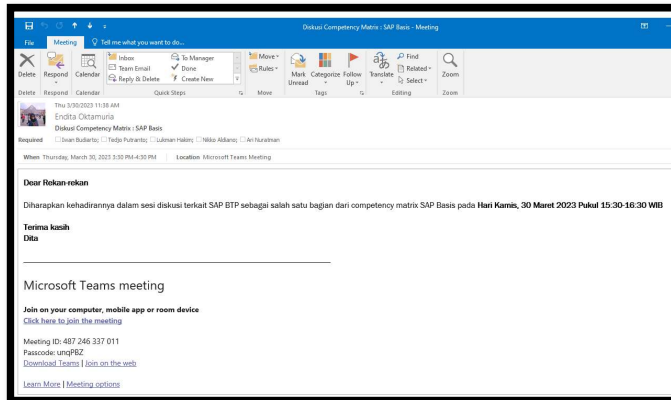 Diskusi Competency Matrix : SAP Basis - Meeting
File Meeting Tell me what you want to do...
Inbox To Manager Move Find
Team Email Done Rules Related
Delete Respond Calendar Reply & Delete Create New Mark Unread Categorize Follow Up Translate Select Zoom
Delete Respond Calendar Quick Steps Move Tags Editing Zoom
Thu 3/30/2023 11:38 AM
Endita Oktamuria
Diskusi Competency Matrix : SAP Basis
Required Iwan Budiarto; Tedjo Putranto; Lukman Hakim; Nikko Aldiano; Ari Nuraiman
When Thursday, March 30, 2023 3:30 PM-4:30 PM Location Microsoft Teams Meeting
Dear Rekan-rekan
Diharapkan kehadirannya dalam sesi diskusi terkait SAP BTP sebagai salah satu bagian dari competency matrix SAP Basis pada Hari Kamis, 30 Maret 2023 Pukul 15:30-16:30 WIB
Terima kasih
Dita
Microsoft Teams meeting
Join on your computer, mobile app or room device
Click here to join the meeting
Meeting ID: 487 246 337 011
Passcode: unqPBZ
Download Teams | Join on the web
Learn More | Meeting options